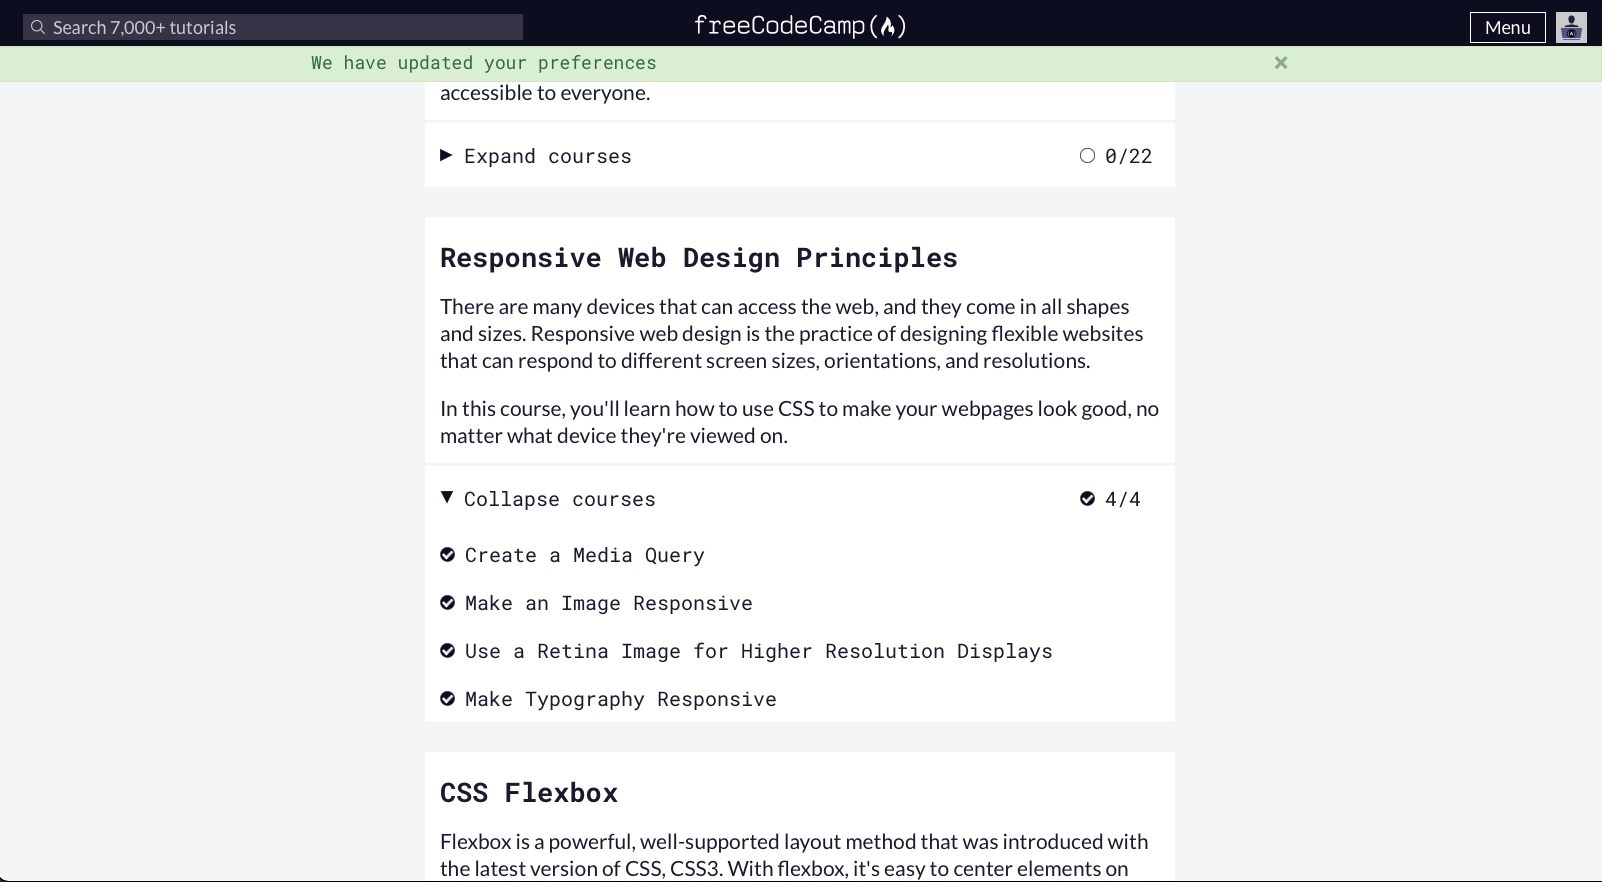 Search 7,000+ tutorials
freeCodeCamp
Menu
We have updated your preferences
accessible to everyone.
Expand courses 0/22
Responsive Web Design Principles
There are many devices that can access the web, and they come in all shapes
and sizes. Responsive web design is the practice of designing flexible websites
that can respond to different screen sizes, orientations, and resolutions.
In this course, you'll learn how to use CSS to make your webpages look good, no
matter what device they're viewed on.
Collapse courses 4/4
Create a Media Query
Make an Image Responsive
Use a Retina Image for Higher Resolution Displays
Make Typography Responsive
CSS Flexbox
Flexbox is a powerful, well-supported layout method that was introduced with
the latest version of CSS, CSS3. With flexbox, it's easy to center elements on